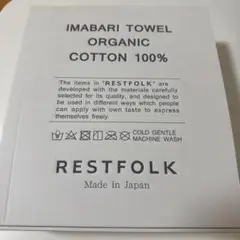 IMABARI TOWEL
ORGANIC
COTTON 100%
The items in "RESTFOLK" are
developed with the materials carefully
selected for its quality, and designed to
be used in different ways which people
can apply with own taste to express
themselves freely.
COLD GENTLE
MACHINE WASH
RESTFOLK
Made in Japan